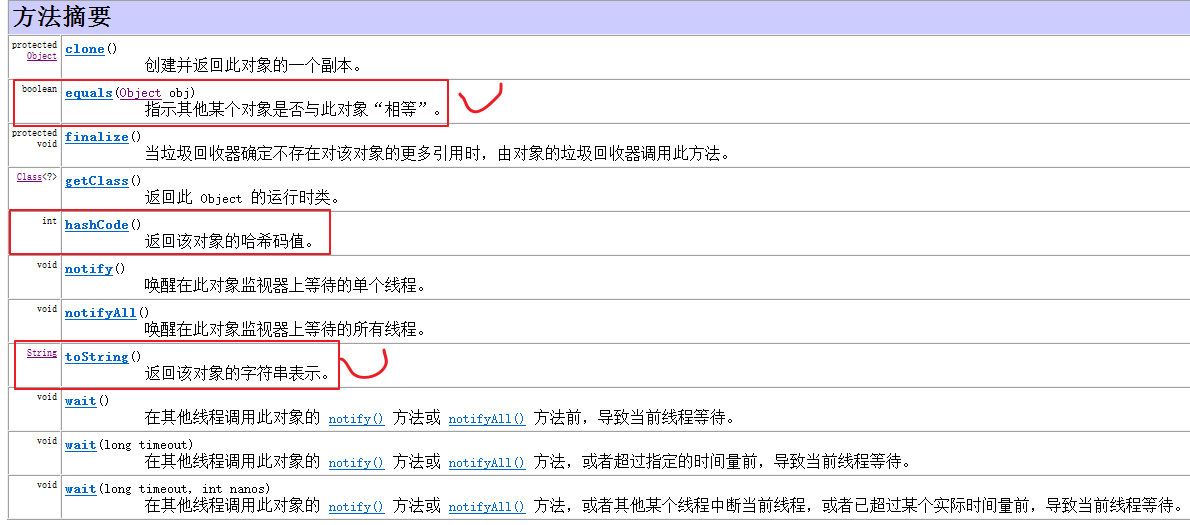 方法摘要
protected Object clone()
创建并返回此对象的一个副本。
boolean equals(Object obj)
指示其他某个对象是否与此对象“相等”。
protected void finalize()
当垃圾回收器确定不存在对该对象的更多引用时，由对象的垃圾回收器调用此方法。
Class<?> getClass()
返回此 Object 的运行时类。
int hashCode()
返回该对象的哈希码值。
void notify()
唤醒在此对象监视器上等待的单个线程。
void notifyAll()
唤醒在此对象监视器上等待的所有线程。
String toString()
返回该对象的字符串表示。
void wait()
在其他线程调用此对象的 notify() 方法或 notifyAll() 方法前，导致当前线程等待。
void wait(long timeout)
在其他线程调用此对象的 notify() 方法或 notifyAll() 方法，或者超过指定的时间量前，导致当前线程等待。
void wait(long timeout, int nanos)
在其他线程调用此对象的 notify() 方法或 notifyAll() 方法，或者其他某个线程中断当前线程，或者已超过某个实际时间量前，导致当前线程等待。